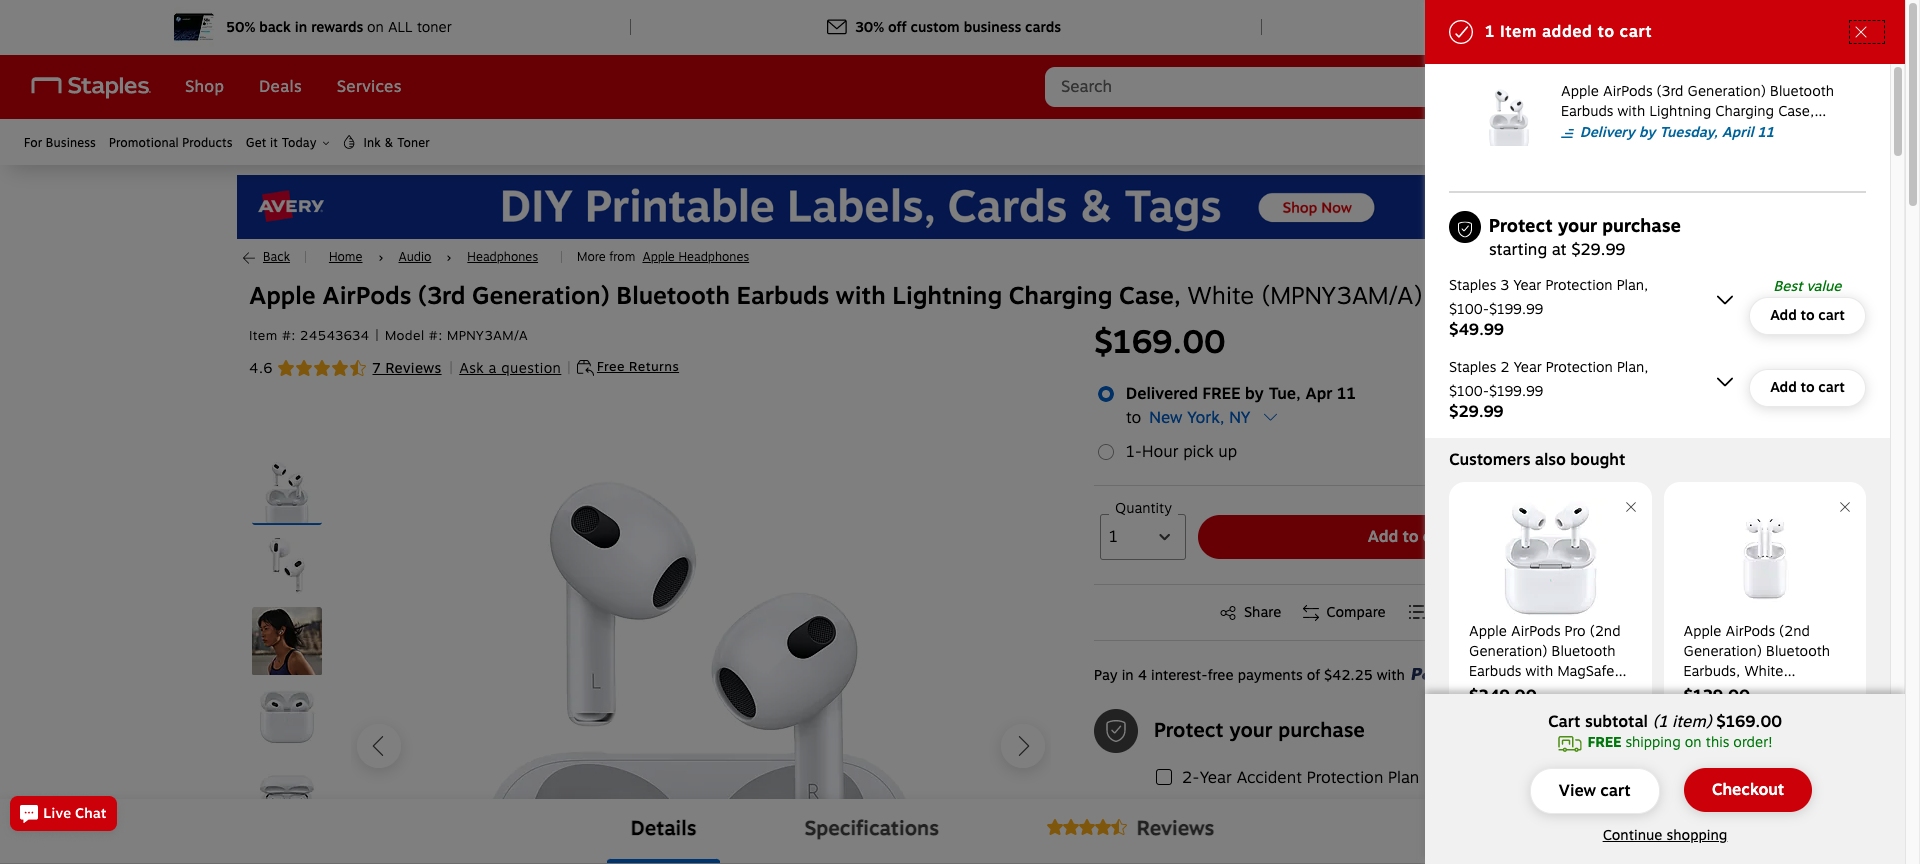 50% back in rewards on ALL toner
30% off custom business cards
Staples
Shop
Deals
Services
Search
For Business
Promotional Products
Get it Today
Ink & Toner
AVERY
DIY Printable Labels, Cards & Tags
Shop Now
Back
Home
Audio
Headphones
More from Apple Headphones
Apple AirPods (3rd Generation) Bluetooth Earbuds with Lightning Charging Case, White (MPNY3AM/A)
Item #: 24543634 | Model #: MPNY3AM/A
4.6
7 Reviews
Ask a question
Free Returns
L
R
$169.00
Delivered FREE by Tue, Apr 11
to New York, NY
1-Hour pick up
Quantity
1
Add to
Share
Compare
Pay in 4 interest-free payments of $42.25 with
Protect your purchase
2-Year Accident Protection Plan
Live Chat
Details
Specifications
Reviews
1 Item added to cart
Apple AirPods (3rd Generation) Bluetooth
Earbuds with Lightning Charging Case,...
Delivery by Tuesday, April 11
Protect your purchase
starting at $29.99
Staples 3 Year Protection Plan,
$100-$199.99
$49.99
Best value
Add to cart
Staples 2 Year Protection Plan,
$100-$199.99
$29.99
Add to cart
Customers also bought
Apple AirPods Pro (2nd
Generation) Bluetooth
Earbuds with MagSafe...
Apple AirPods (2nd
Generation) Bluetooth
Earbuds, White...
Cart subtotal (1 item) $169.00
FREE shipping on this order!
View cart
Checkout
Continue shopping